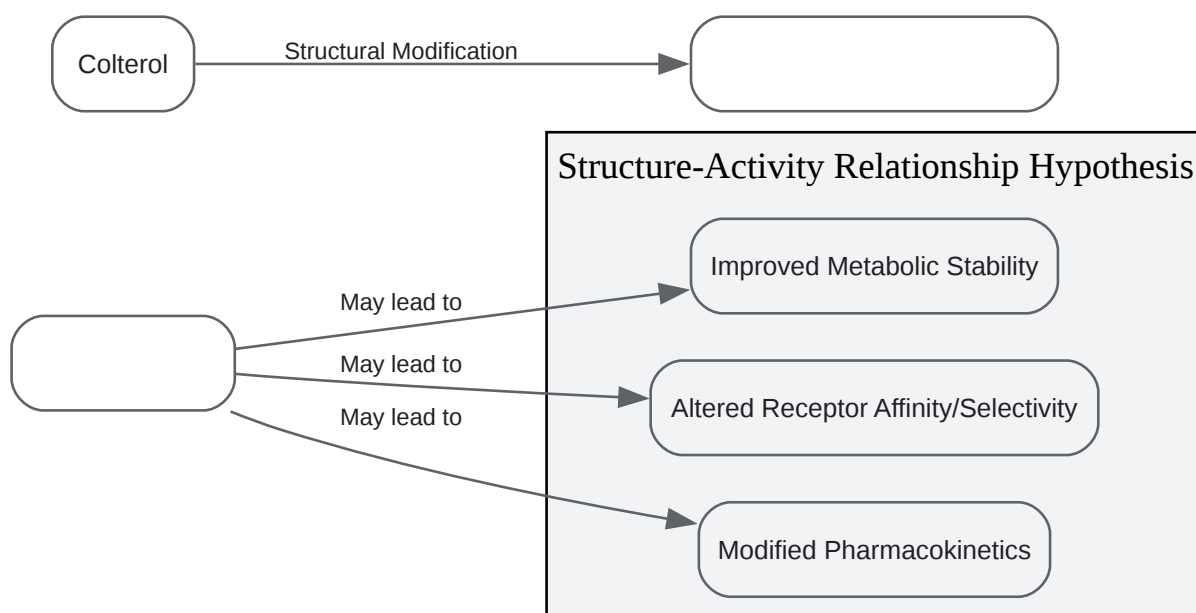 Colterol
Structural Modification
Structure-Activity Relationship Hypothesis
Improved Metabolic Stability
May lead to
May lead to
Altered Receptor Affinity/Selectivity
May lead to
Modified Pharmacokinetics